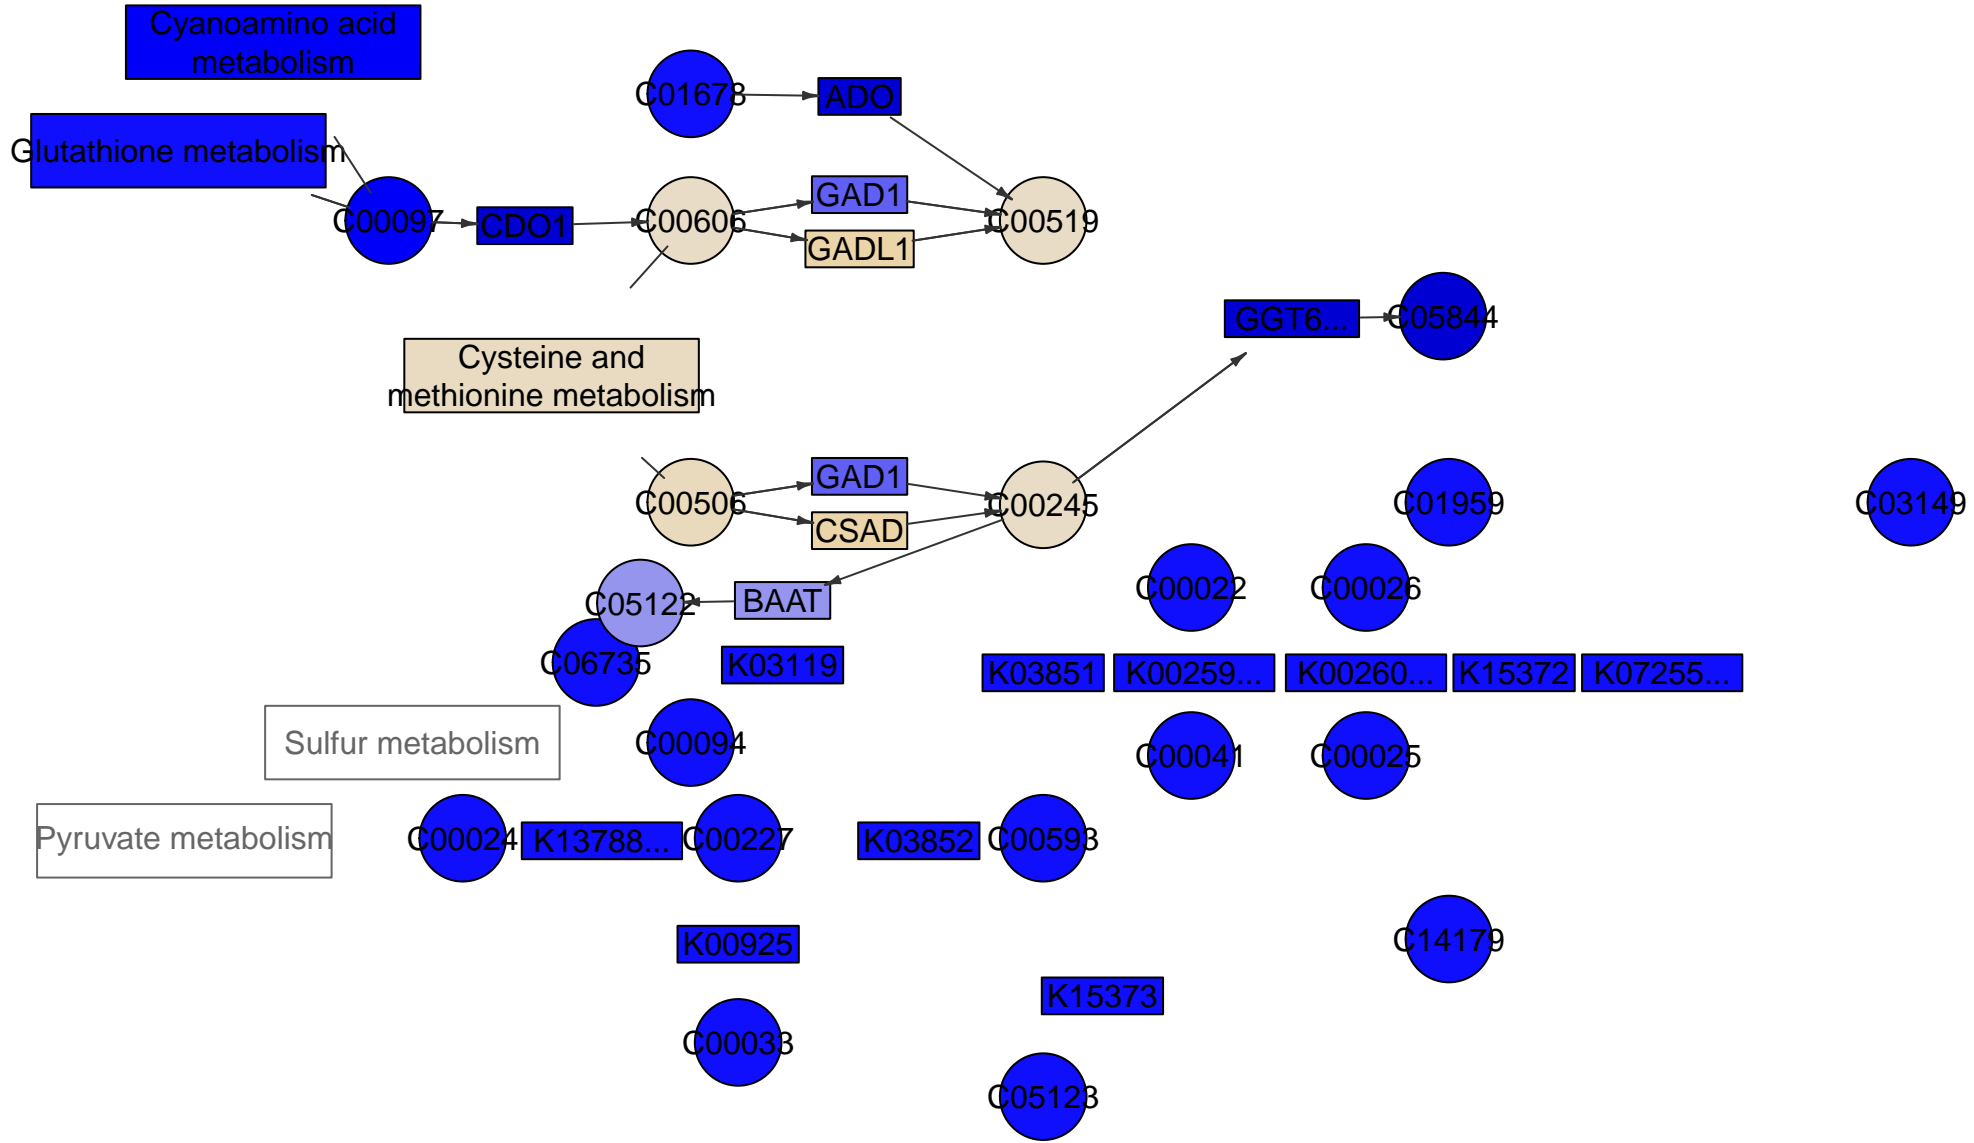 Cyanoamino acid
metabolism
C01678
ADO
Glutathione metabolism
C00097
CDO1
C00606
GAD1
GADL1
C00519
GGT6...
C05844
Cysteine and
methionine metabolism
C00506
GAD1
CSAD
C00245
C01959
C03149
C05122
BAAT
C00022
C00026
C06735
K03119
K03851
K00259...
K00260...
K15372
K07255...
Sulfur metabolism
C00094
C00041
C00025
Pyruvate metabolism
C00024
K13788...
C00227
K03852
C00593
K00925
C14179
K15373
C00033
C05123